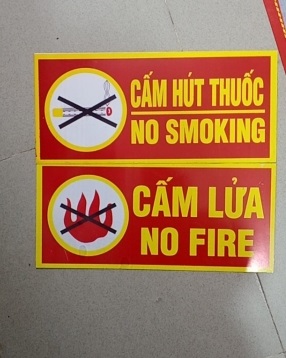 CẤM HÚT THUỐC
NO SMOKING
CẤM LỬA
NO FIRE